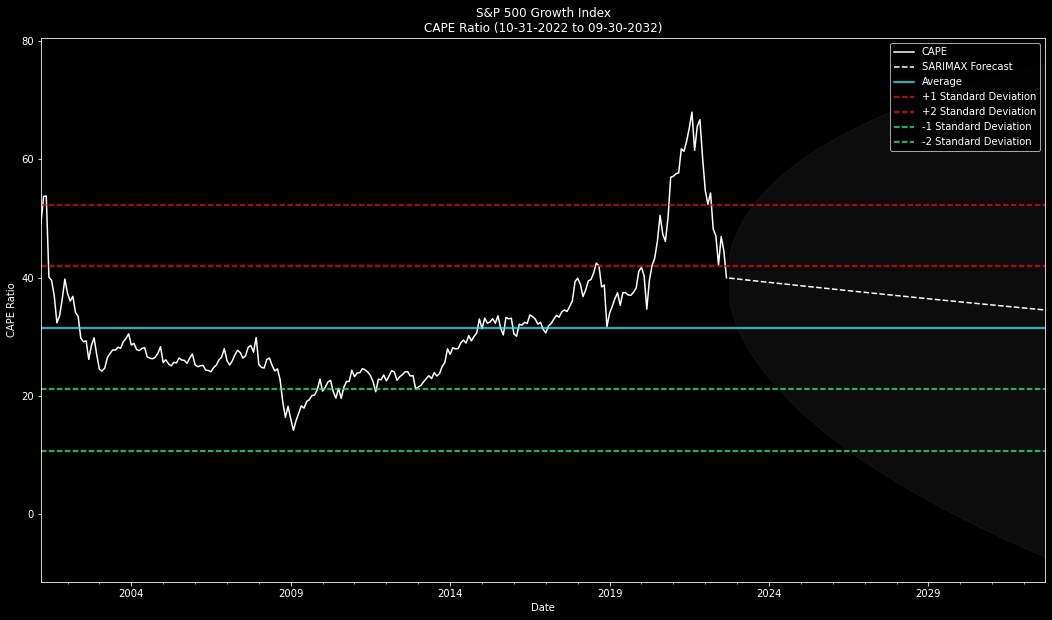 S&P 500 Growth Index
CAPE Ratio (10-31-2022 to 09-30-2032)
CAPE
SARIMAX Forecast
Average
+1 Standard Deviation
+2 Standard Deviation
-1 Standard Deviation
-2 Standard Deviation
CAPE Ratio
80
60
40
20
0
2004
2009
2014
2019
2024
2029
Date